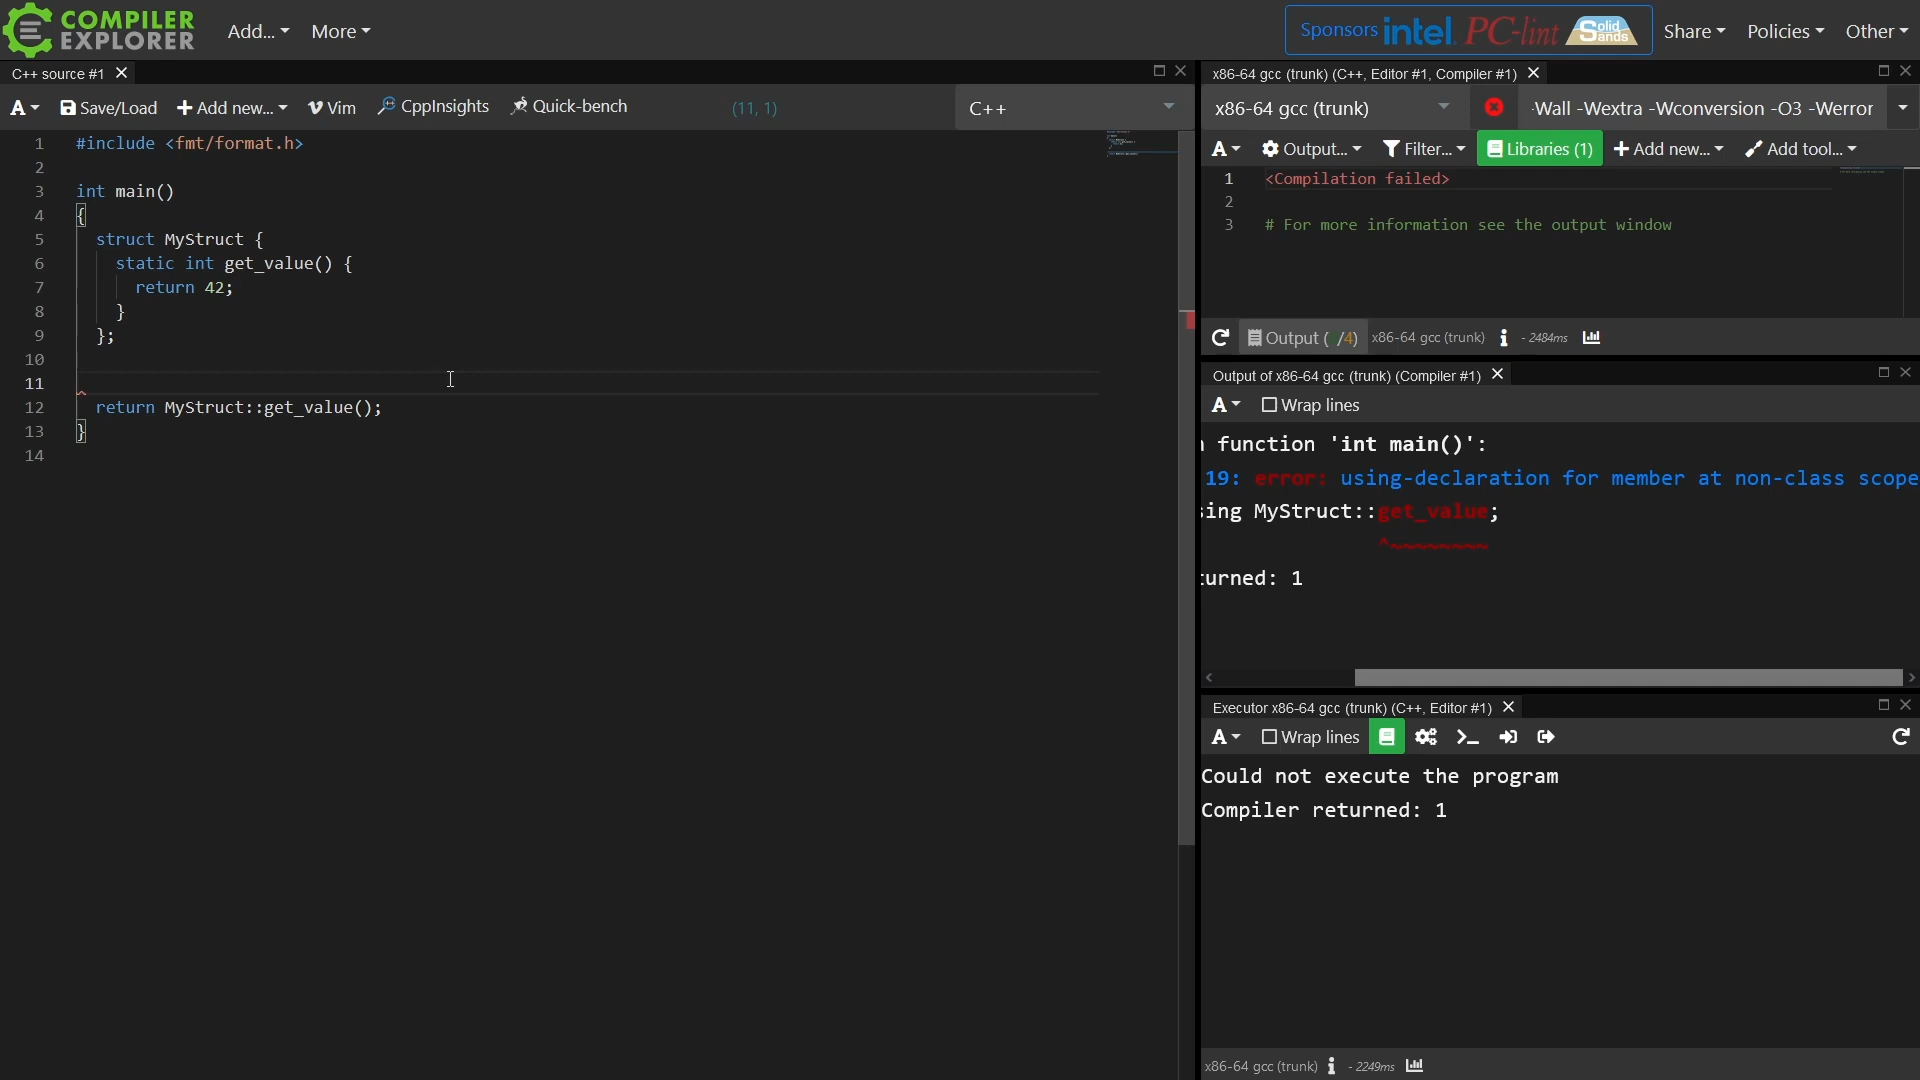 COMPILER
EXPLORER
Add...
More
Sponsors intel. PC-lint Solid Sands
Share
Policies
Other
C++ source #1
A
Save/Load
Add new...
Vim
CppInsights
Quick-bench
(11, 1)
C++
1 #include <fmt/format.h>
2
3 int main()
4 {
5 struct MyStruct {
6 static int get_value() {
7 return 42;
8 }
9 };
10
11
12 return MyStruct::get_value();
13 }
14
x86-64 gcc (trunk) (C++, Editor #1, Compiler #1)
x86-64 gcc (trunk)
-Wall -Wextra -Wconversion -O3 -Werror
A
Output...
Filter...
Libraries (1)
Add new...
Add tool...
1 <Compilation failed>
2
3 # For more information see the output window
Output ( /4) x86-64 gcc (trunk) - 2484ms
Output of x86-64 gcc (trunk) (Compiler #1)
A
Wrap lines
function 'int main()':
19: error: using-declaration for member at non-class scope
ing MyStruct::get_value;
^~~~~~~~~
urned: 1
Executor x86-64 gcc (trunk) (C++, Editor #1)
A
Wrap lines
Could not execute the program
Compiler returned: 1
x86-64 gcc (trunk) - 2249ms